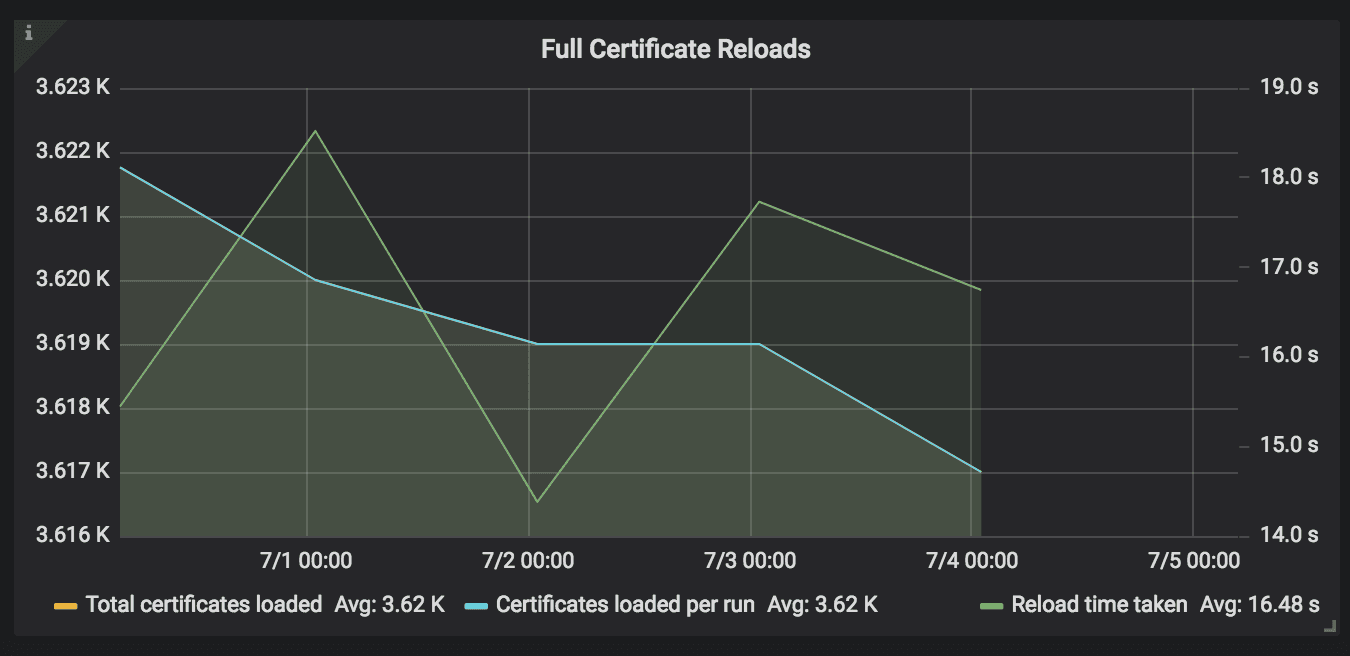 i
Full Certificate Reloads
3.623 K
3.622 K
3.621 K
3.620 K
3.619 K
3.618 K
3.617 K
3.616 K
19.0 s
18.0 s
17.0 s
16.0 s
15.0 s
14.0 s
7/1 00:00 7/2 00:00 7/3 00:00 7/4 00:00 7/5 00:00
Total certificates loaded Avg: 3.62 K Certificates loaded per run Avg: 3.62 K Reload time taken Avg: 16.48 s